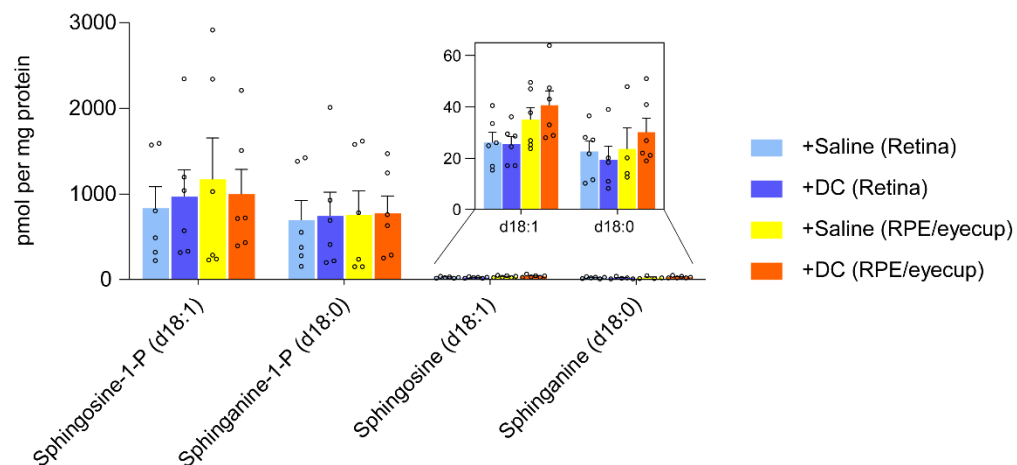 pmol per mg protein
3000
2000
1000
0
60
40
20
0
d18:1
d18:0
Sphingosine-1-P (d18:1)
Sphinganine-1-P (d18:0)
Sphingosine (d18:1)
Sphinganine (d18:0)
+Saline (Retina)
+DC (Retina)
+Saline (RPE/eyecup)
+DC (RPE/eyecup)